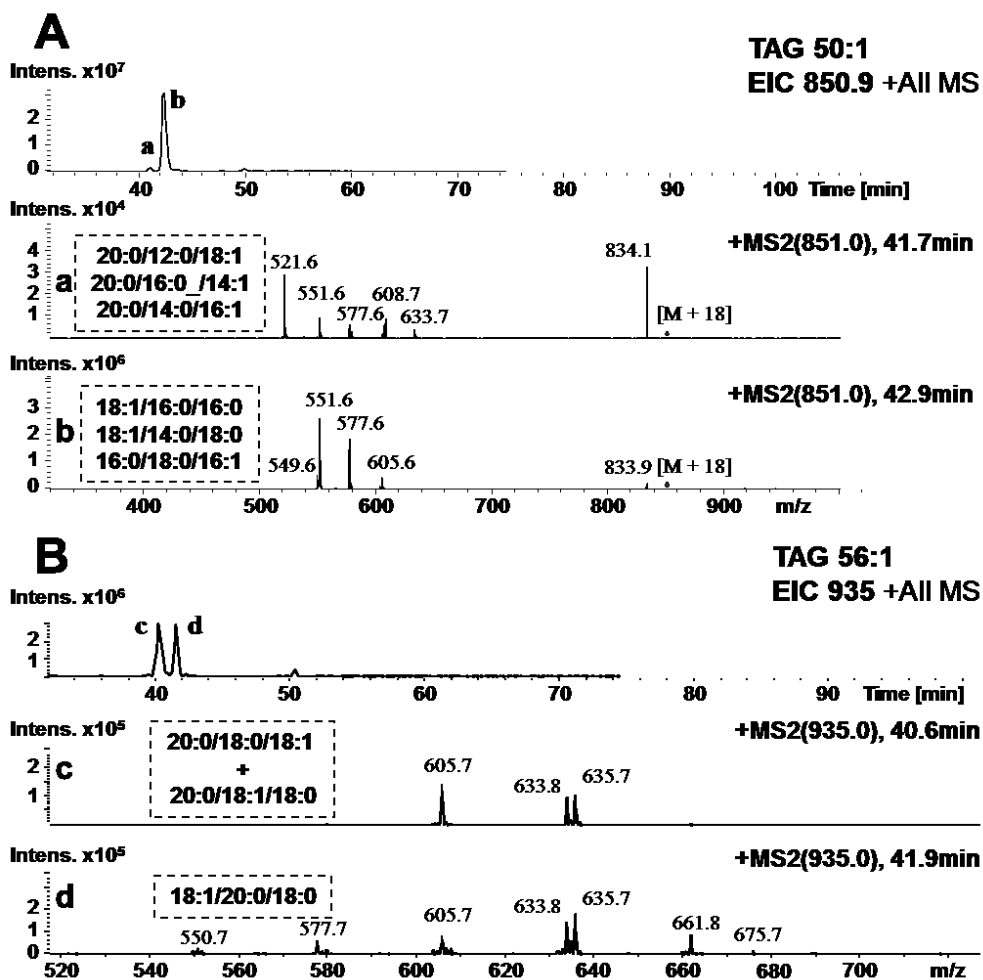 A
TAG 50:1
EIC 850.9 +All MS
Intens. x10⁷
2
1
0
a
b
40 50 60 70 80 90 100 Time [min]
Intens. x10⁴
4
3
2
1
a
20:0/12:0/18:1
20:0/16:0_/14:1
20:0/14:0/16:1
+MS2(851.0), 41.7min
521.6
551.6
577.6
608.7
633.7
834.1
[M + 18]
Intens. x10⁶
3
2
1
0
b
18:1/16:0/16:0
18:1/14:0/18:0
16:0/18:0/16:1
+MS2(851.0), 42.9min
549.6
551.6
577.6
605.6
833.9 [M + 18]
400 500 600 700 800 900 m/z
B
TAG 56:1
EIC 935 +All MS
Intens. x10⁶
2
1
c
d
40 50 60 70 80 90 Time [min]
Intens. x10⁵
2
1
c
20:0/18:0/18:1
+
20:0/18:1/18:0
+MS2(935.0), 40.6min
605.7
633.8
635.7
Intens. x10⁵
2
1
0
d
18:1/20:0/18:0
+MS2(935.0), 41.9min
550.7
577.7
605.7
633.8
635.7
661.8
675.7
520 540 560 580 600 620 640 660 680 700 m/z